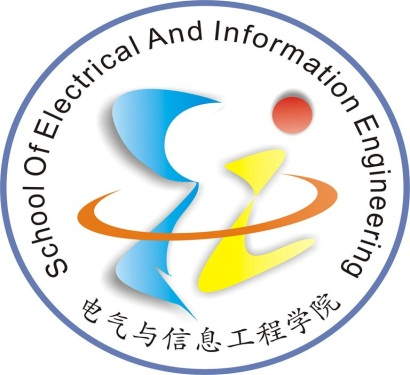 School Of Electrical And Information Engineering
电气与信息工程学院